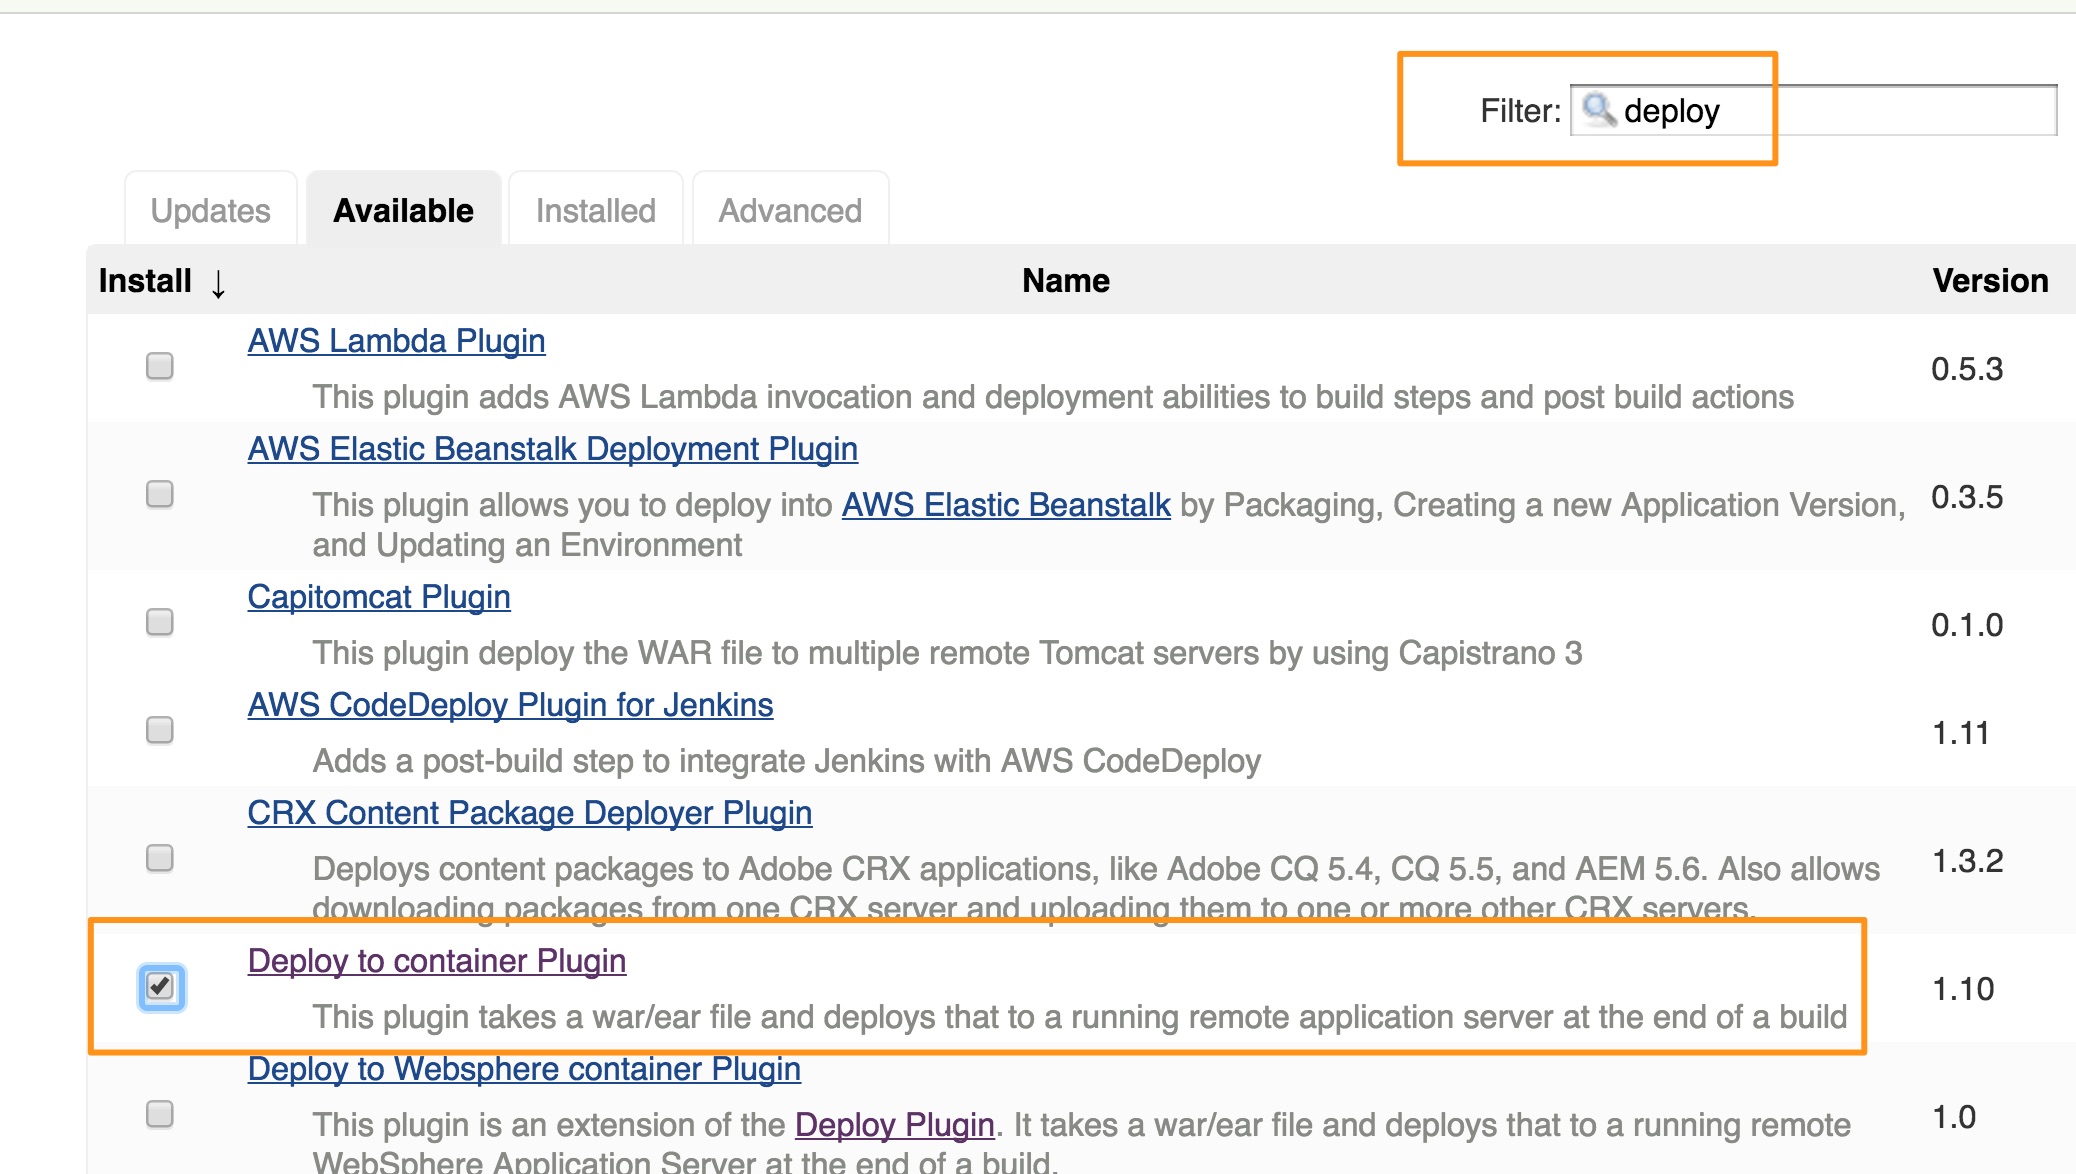 Filter: deploy
Updates Available Installed Advanced
Install ↓ Name Version
AWS Lambda Plugin
This plugin adds AWS Lambda invocation and deployment abilities to build steps and post build actions
0.5.3
AWS Elastic Beanstalk Deployment Plugin
This plugin allows you to deploy into AWS Elastic Beanstalk by Packaging, Creating a new Application Version,
and Updating an Environment
0.3.5
Capitomcat Plugin
This plugin deploy the WAR file to multiple remote Tomcat servers by using Capistrano 3
0.1.0
AWS CodeDeploy Plugin for Jenkins
Adds a post-build step to integrate Jenkins with AWS CodeDeploy
1.11
CRX Content Package Deployer Plugin
Deploys content packages to Adobe CRX applications, like Adobe CQ 5.4, CQ 5.5, and AEM 5.6. Also allows
downloading packages from one CRX server and uploading them to one or more other CRX servers.
1.3.2
Deploy to container Plugin
This plugin takes a war/ear file and deploys that to a running remote application server at the end of a build
1.10
Deploy to Websphere container Plugin
This plugin is an extension of the Deploy Plugin. It takes a war/ear file and deploys that to a running remote
WebSphere Application Server at the end of a build.
1.0